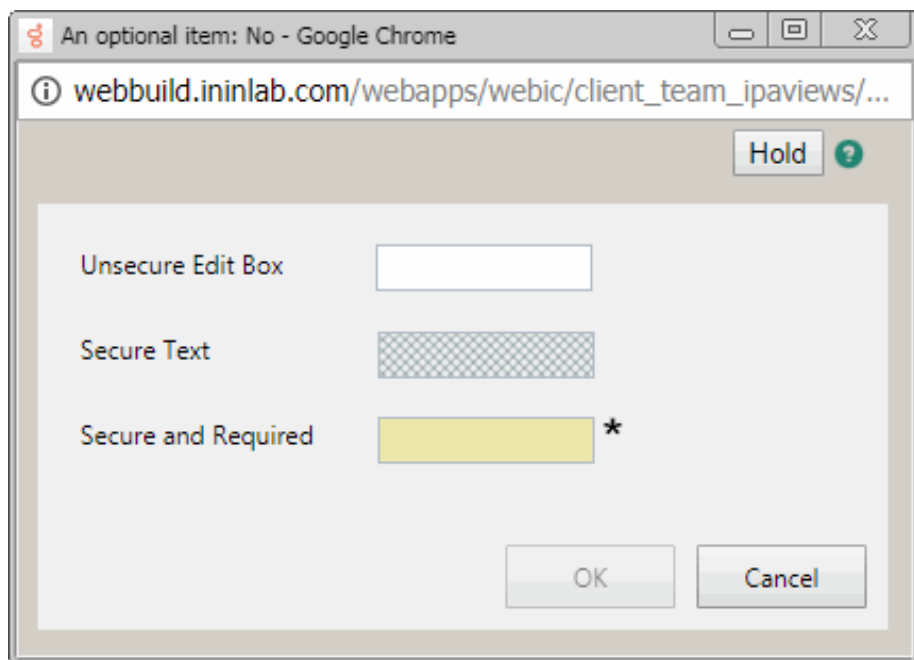 An optional item: No - Google Chrome
webbuild.ininlab.com/webapps/webic/client_team_ipaviews/...
Hold ?
Unsecure Edit Box
Secure Text
Secure and Required *
OK Cancel